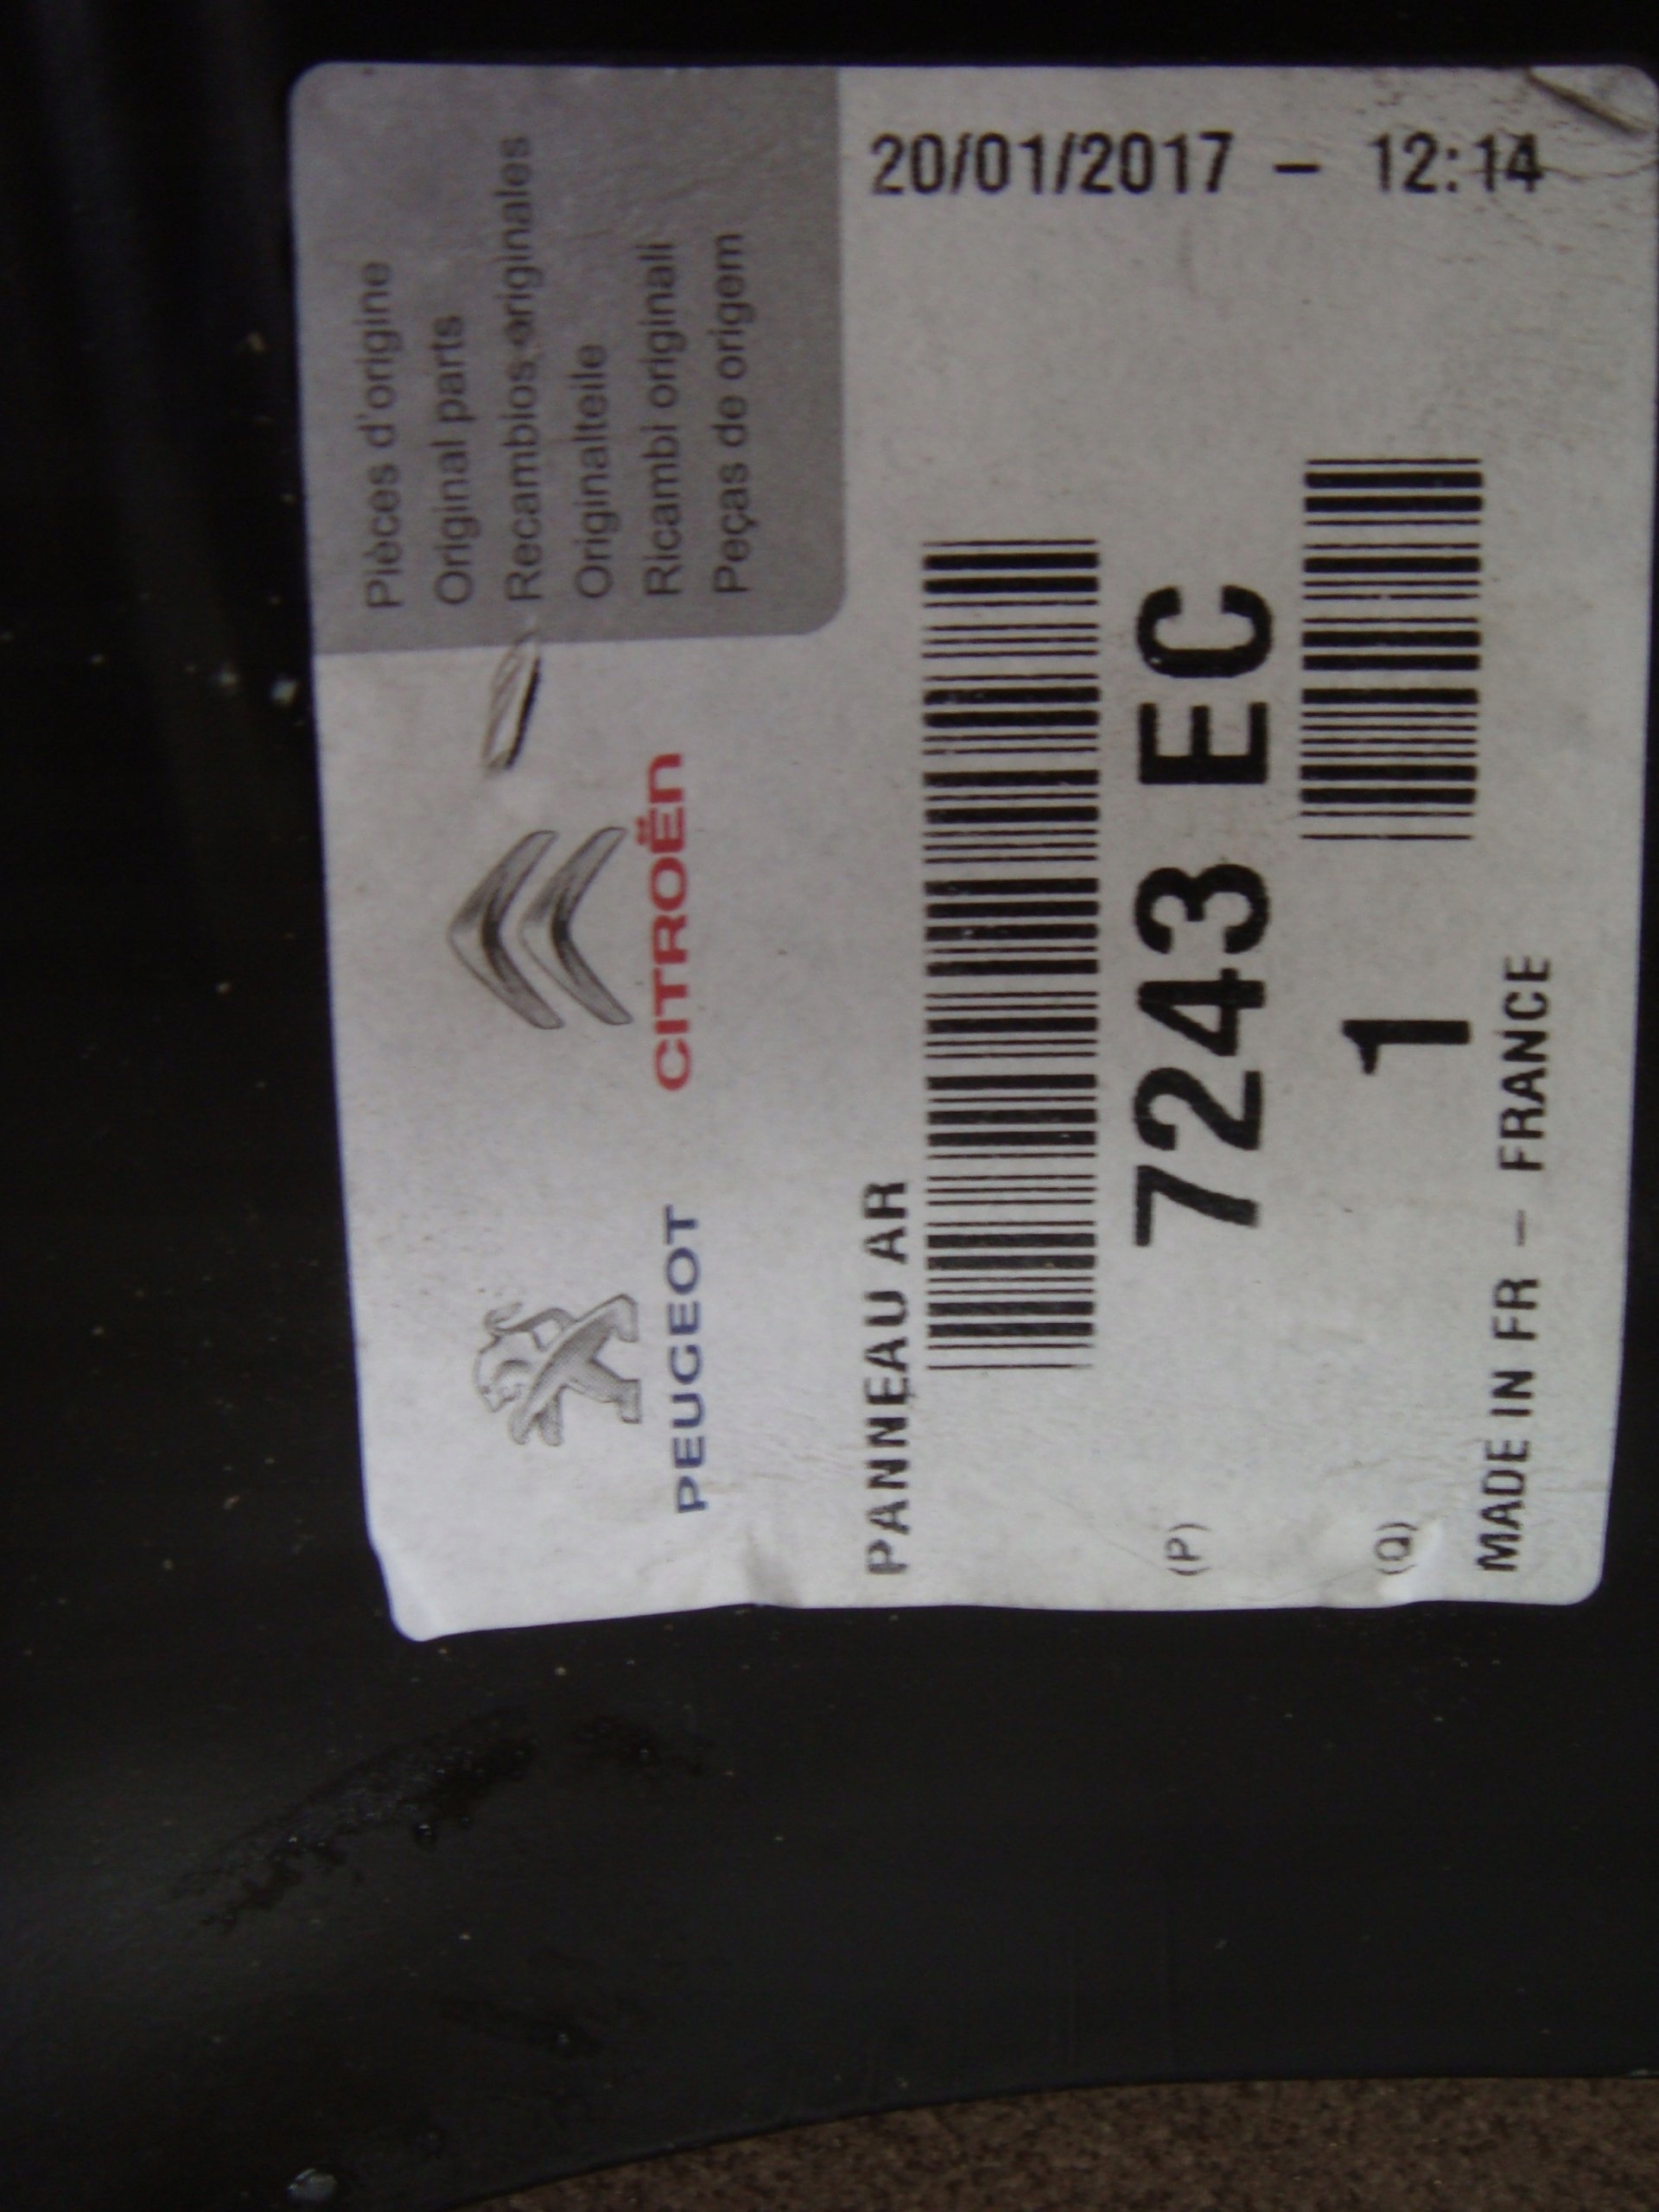 PEUGEOT
CITROËN
Pièces d'origine
Original parts
Recambios originales
Originalteile
Ricambi originali
Peças de origem
20/01/2017 – 12:14
PANNEAU AR
(P) 7243 EC
(Q) 1
MADE IN FR – FRANCE